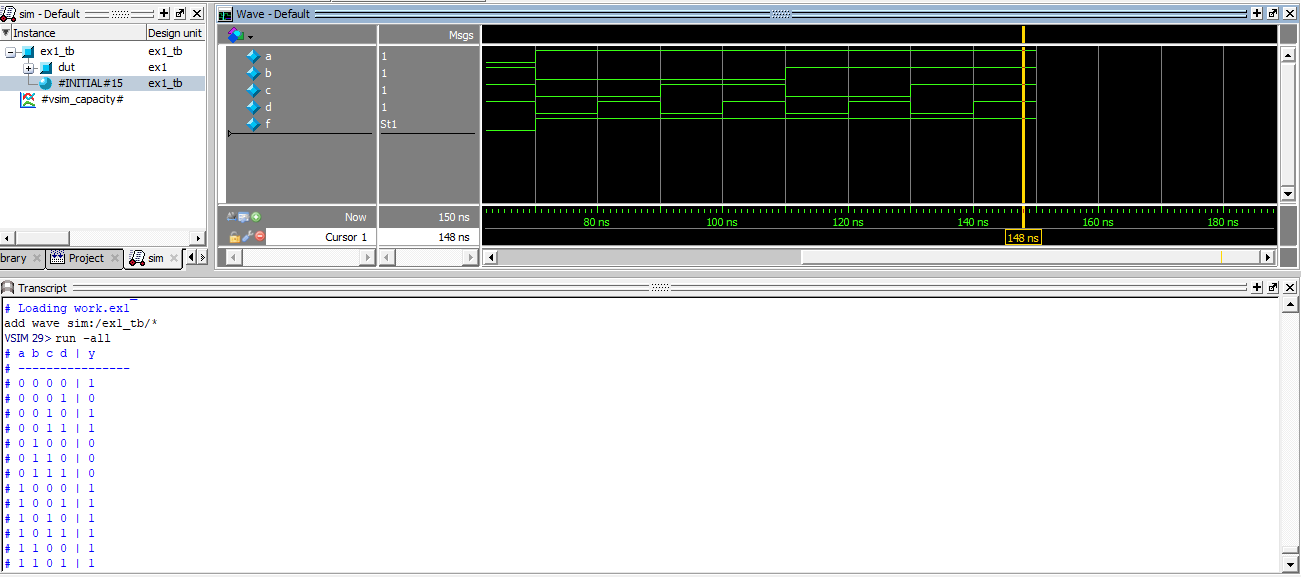 sim - Default
Instance Design unit
ex1_tb ex1_tb
dut ex1
#INITIAL#15 ex1_tb
#vsim_capacity#
brary Project sim
Wave - Default
Msgs
a 1
b 1
c 1
d 1
f St1
Now 150 ns
Cursor 1 148 ns
80 ns 100 ns 120 ns 140 ns 160 ns 180 ns
148 ns
Transcript
# Loading work.ex1
add wave sim:/ex1_tb/*
VSIM 29> run -all
# a b c d | y
# ----------------
# 0 0 0 0 | 1
# 0 0 0 1 | 0
# 0 0 1 0 | 1
# 0 0 1 1 | 1
# 0 1 0 0 | 0
# 0 1 1 0 | 0
# 0 1 1 1 | 0
# 1 0 0 0 | 1
# 1 0 0 1 | 1
# 1 0 1 0 | 1
# 1 0 1 1 | 1
# 1 1 0 0 | 1
# 1 1 0 1 | 1